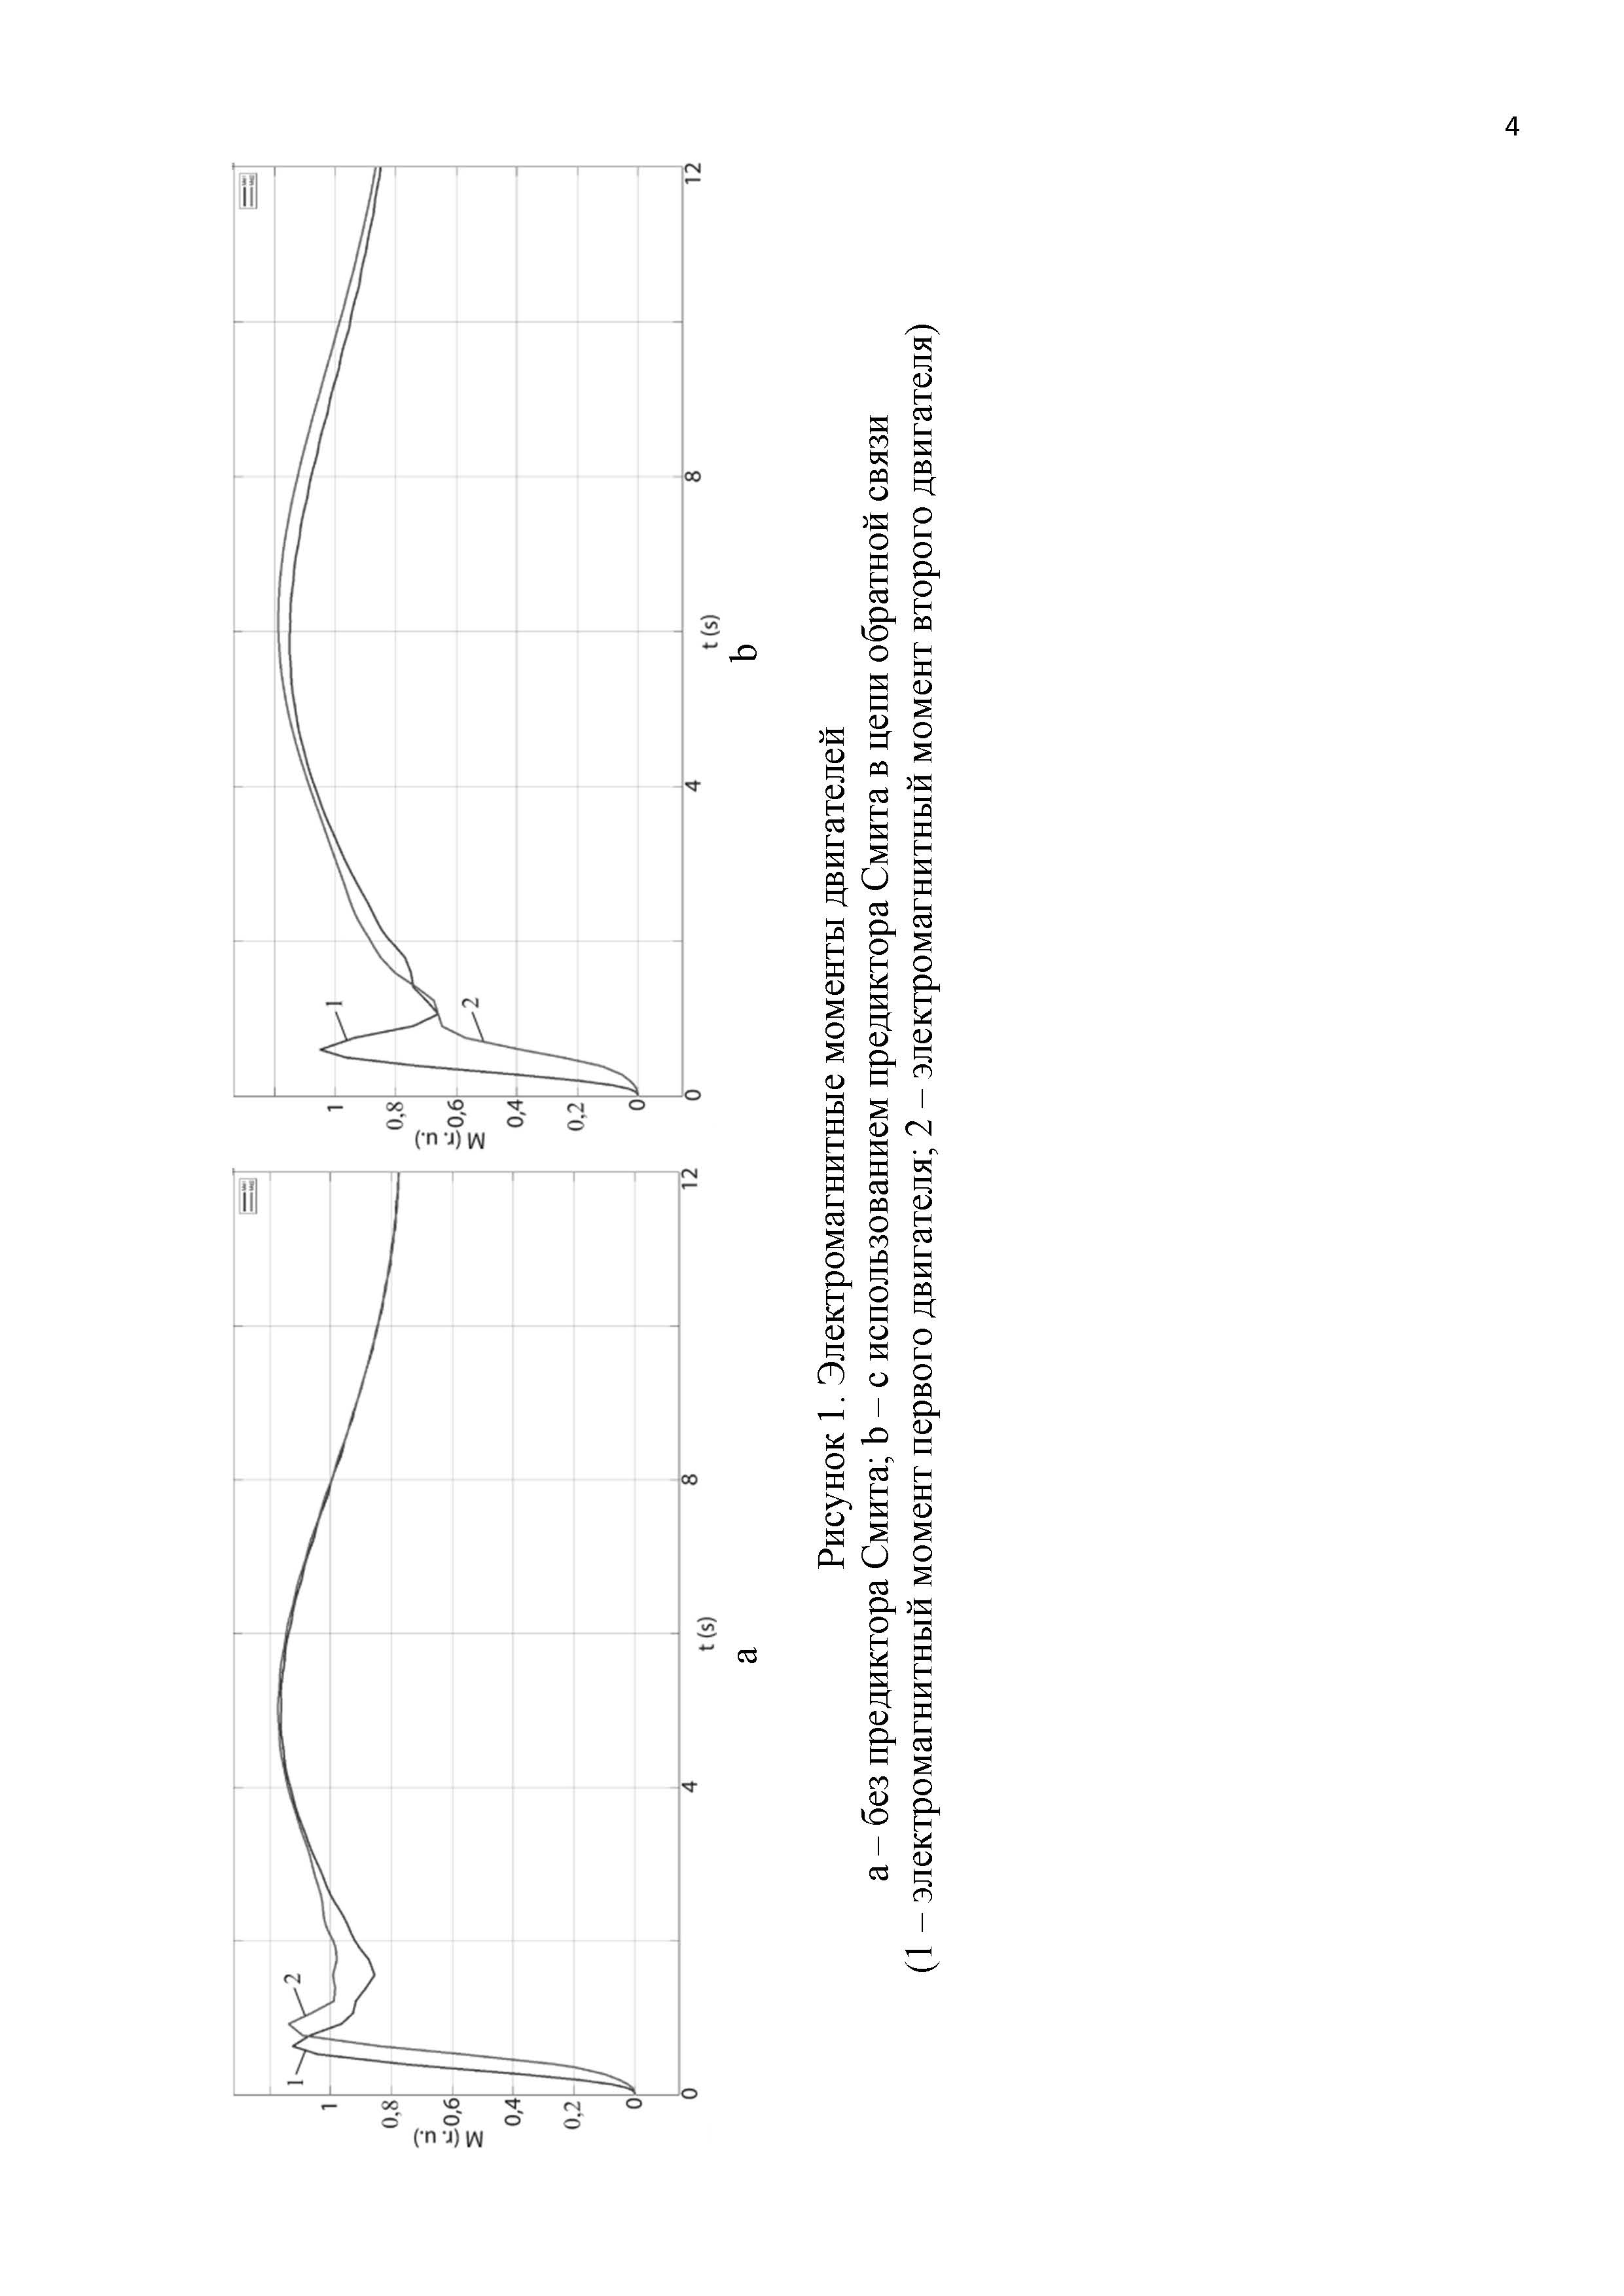 4
M (r. u.)
1
0,8
0,6
0,4
0,2
0
0
4
8
12
t (s)
1
2
a
M (r. u.)
1
0,8
0,6
0,4
0,2
0
0
4
8
12
t (s)
1
2
b
Рисунок 1. Электромагнитные моменты двигателей
a – без предиктора Смита; b – с использованием предиктора Смита в цепи обратной связи
(1 – электромагнитный момент первого двигателя; 2 – электромагнитный момент второго двигателя)